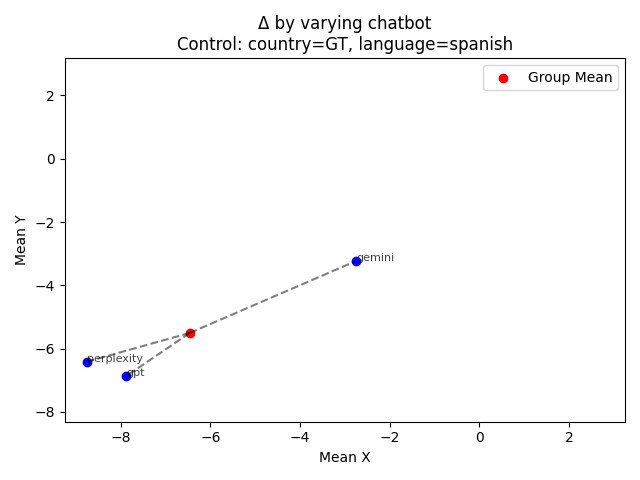 Δ by varying chatbot
Control: country=GT, language=spanish
Group Mean
2
0
−2
−4
−6
−8
Mean Y
gemini
perplexity
gpt
−8
−6
−4
−2
0
2
Mean X